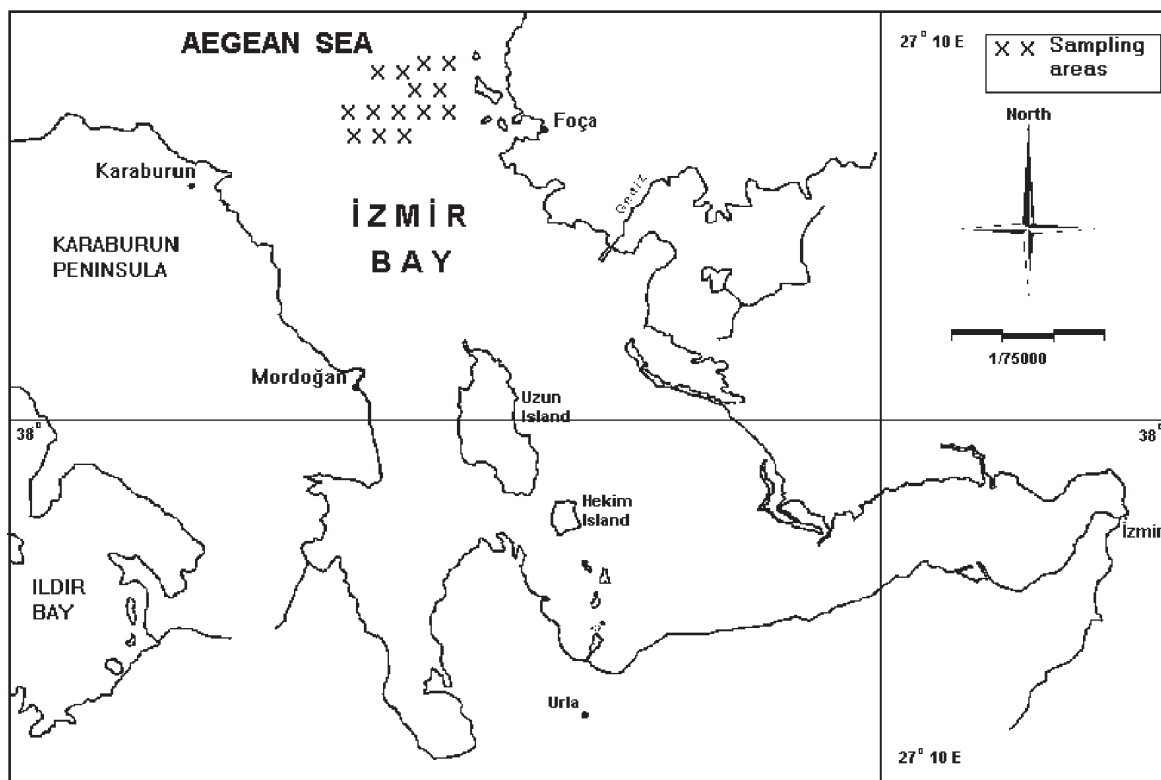 AEGEAN SEA
27° 10 E
X X Sampling
areas
North
Foça
Karaburun
Gediz
İZMİR
BAY
KARABURUN
PENINSULA
1/75000
Mordoğan
Uzun
Island
38°
38°
Hekim
Island
İzmir
ILDIR
BAY
Urla
27° 10 E